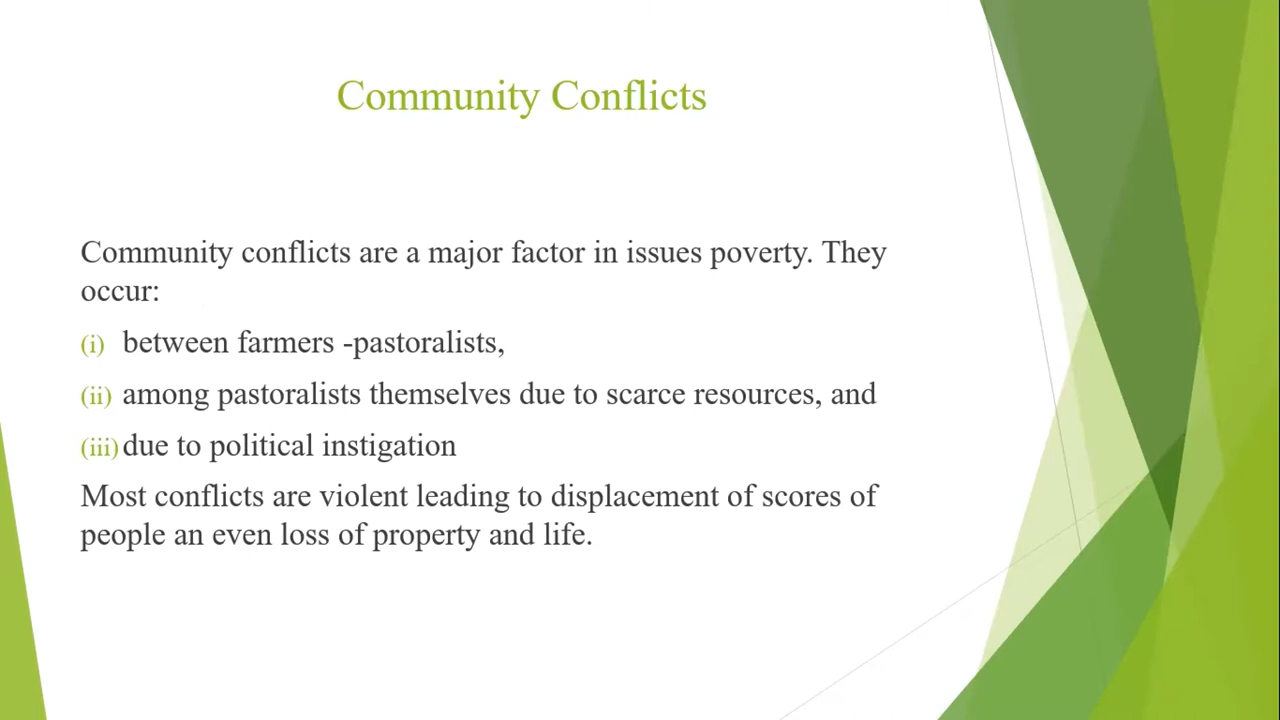 Community Conflicts
Community conflicts are a major factor in issues poverty. They
occur:
(i) between farmers -pastoralists,
(ii) among pastoralists themselves due to scarce resources, and
(iii) due to political instigation
Most conflicts are violent leading to displacement of scores of
people an even loss of property and life.